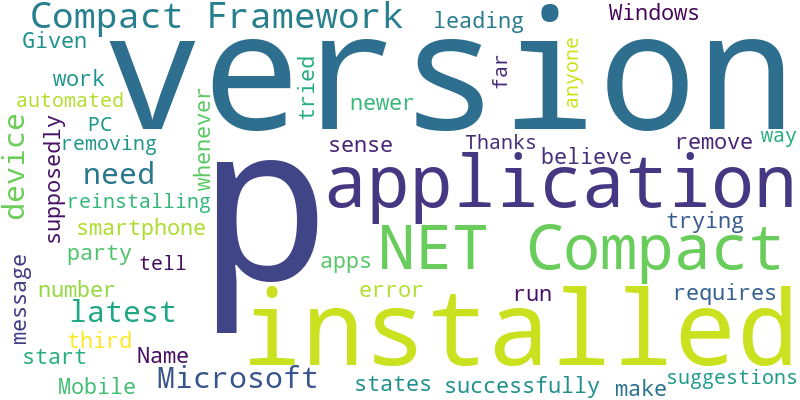 Compact Framework
leading
Windows
Given
version
work
tried
far
anyone
automated
newer
PC
removing
whenever
supposedly
device
need
sense
Thanks
believe
remove
way
p
application
reinstalling
smartphone
trying
party
tell
apps
NET Compact
message
number
error
run
requires
latest
installed
third
start
Name
Microsoft
Mobile
states
successfully
make
suggestions